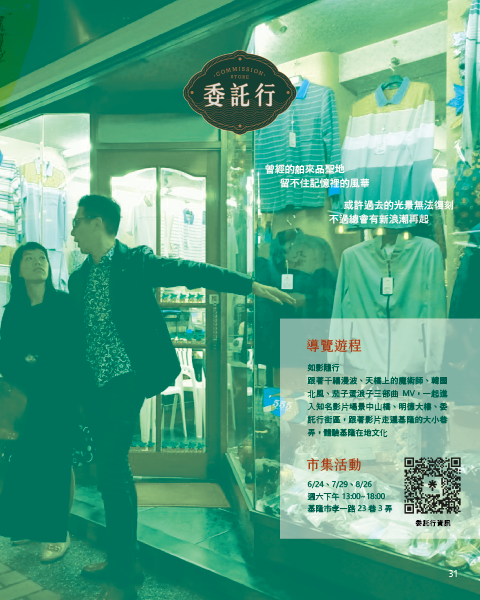 COMMISSION
STORE
委託行
曾經的舶來品聖地
留不住記憶裡的風華
或許過去的光景無法復刻
不過總會有新浪潮再起
導覽遊程
如影隨行
跟著千禧漫波、天橋上的魔術師、韓國
北風、茄子蛋浪子三部曲 MV，一起進
入知名影片場景中山橋、明德大樓、委
託行街區，跟著影片走讀基隆的大小巷
弄，體驗基隆在地文化
市集活動
6/24、7/29、8/26
週六下午 13:00~18:00
基隆市孝一路 23 巷 3 弄
委託行資訊
31